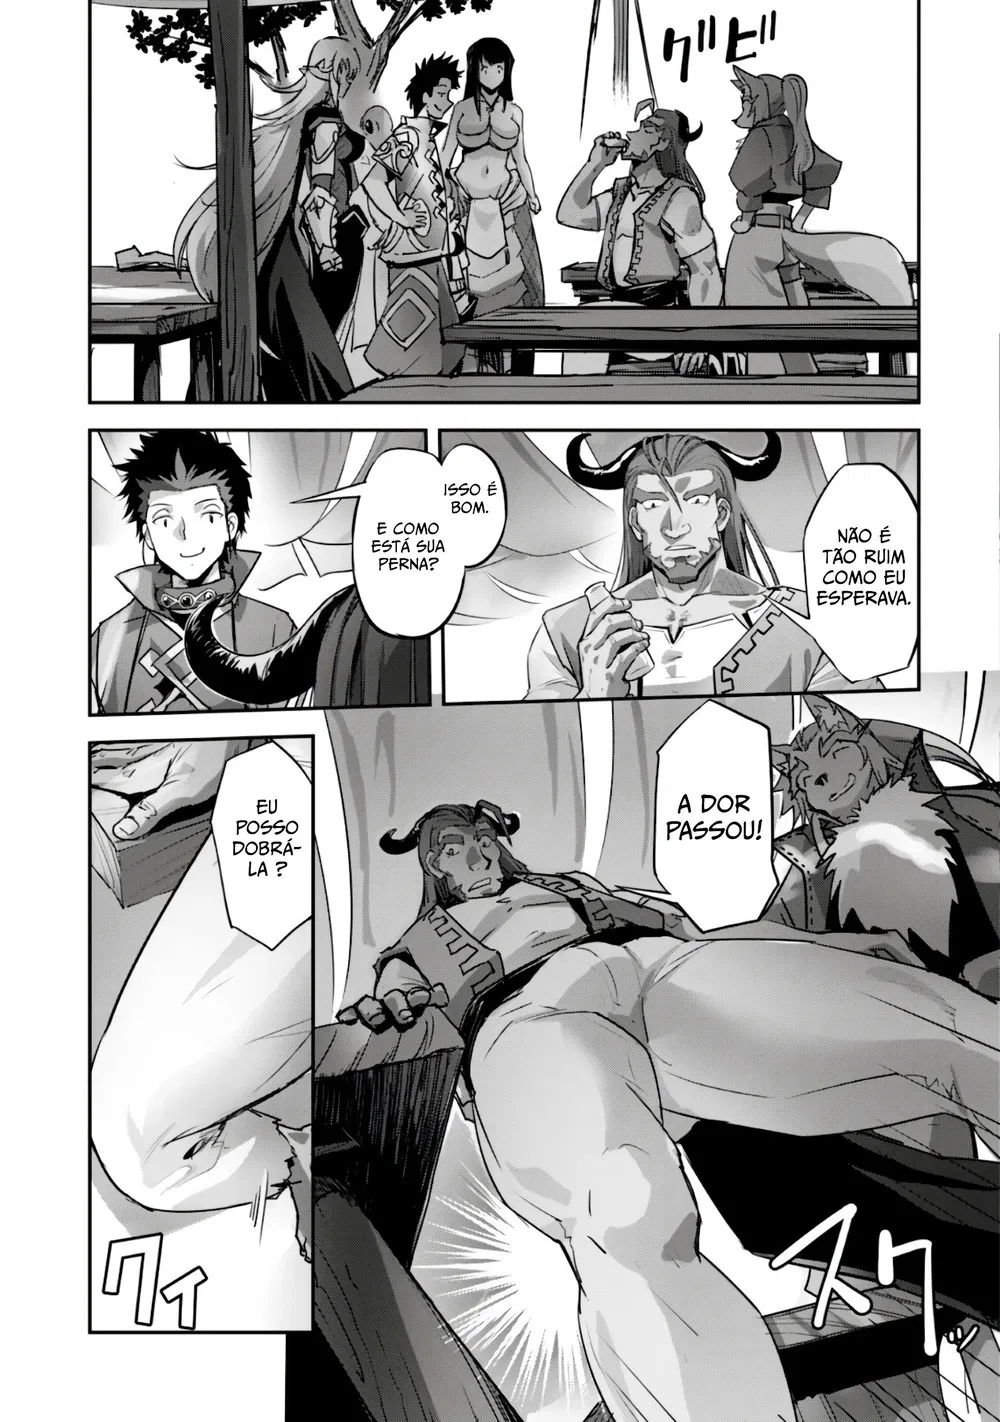 グビ
NÃO É
TÃO RUIM
COMO EU
ESPERAVA.
ISSO É
BOM.
E COMO
ESTÁ SUA
PERNA?
A DOR
PASSOU!
スク
EU
POSSO
DOBRÁ-
LA ?
クイ